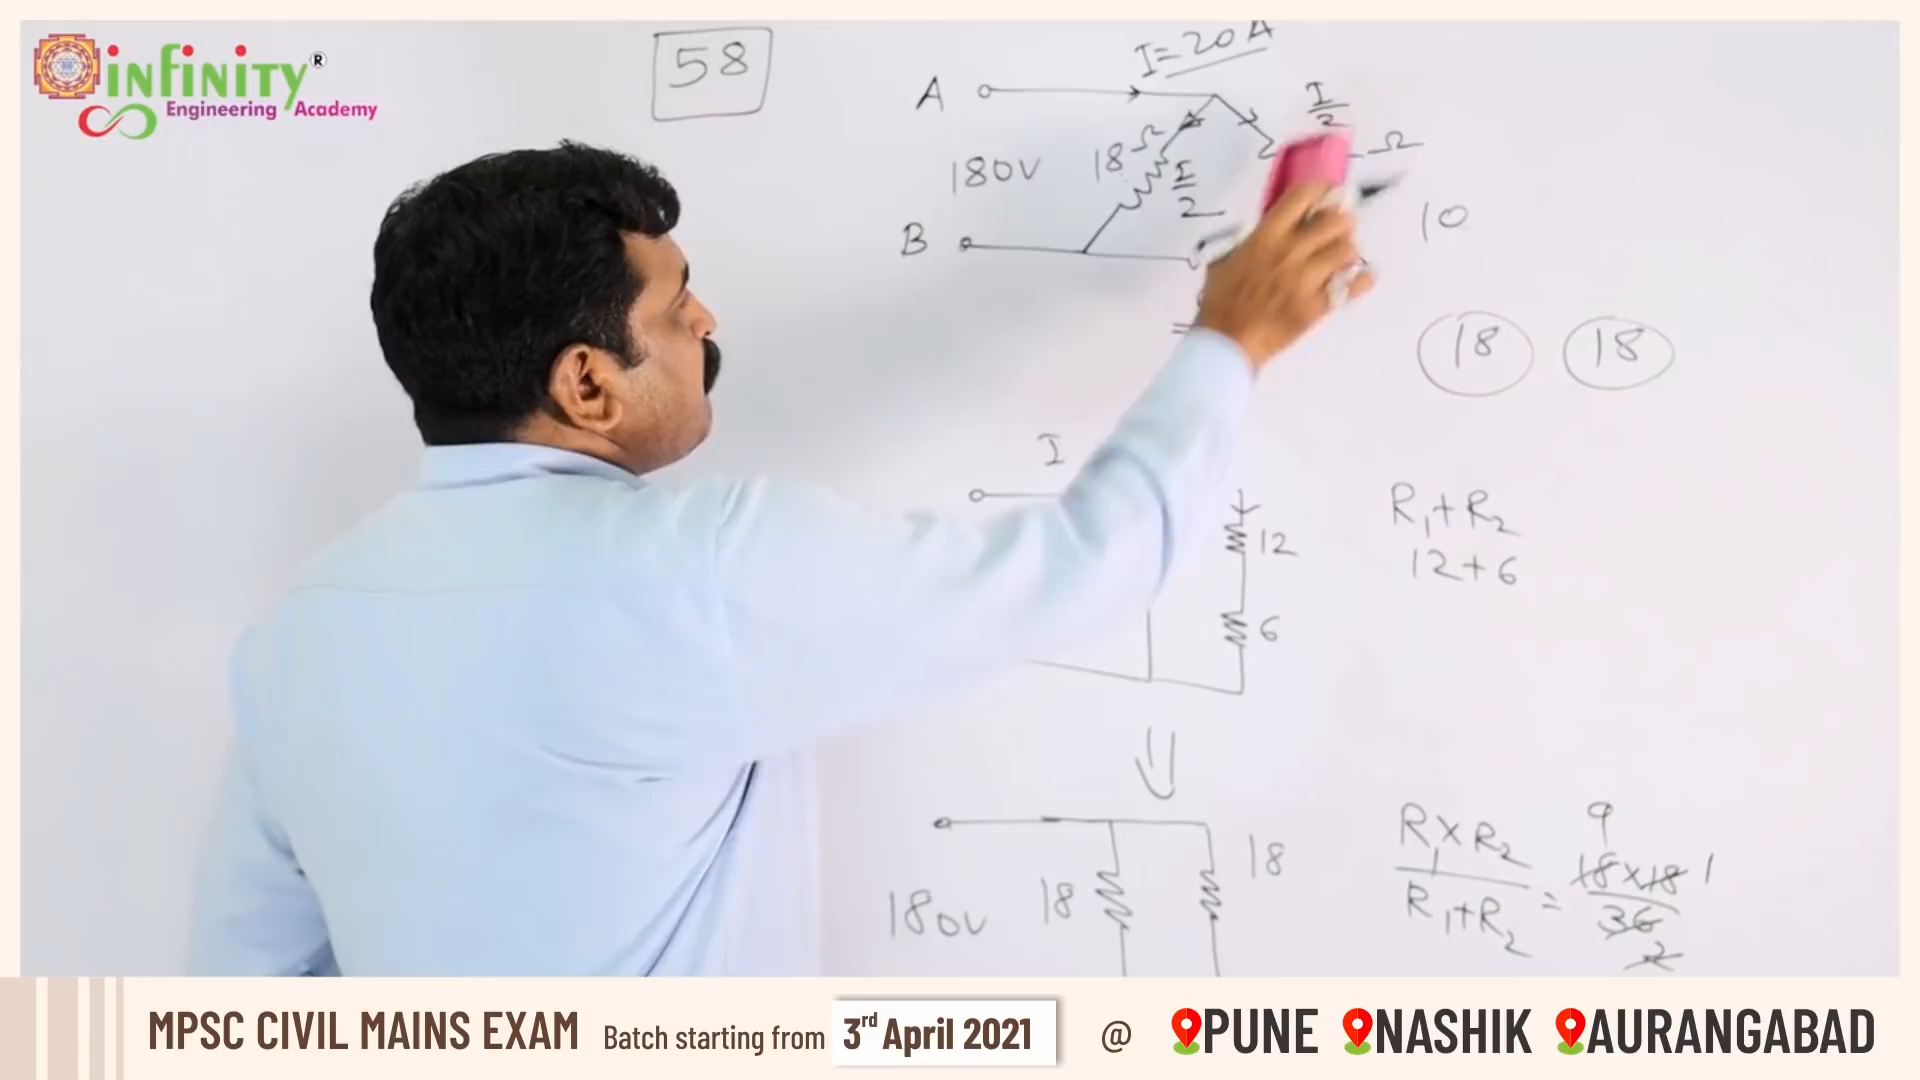 infinity®
Engineering Academy
58
I=20A
A
I/2
180V
18Ω
I/2
Ω
10
B
18
18
I
12
6
R₁+R₂
12+6
18
180V
18
R₁×R₂/R₁+R₂ = 18×18/36
9
1
2
MPSC CIVIL MAINS EXAM Batch starting from 3rd April 2021 @ PUNE NASHIK AURANGABAD